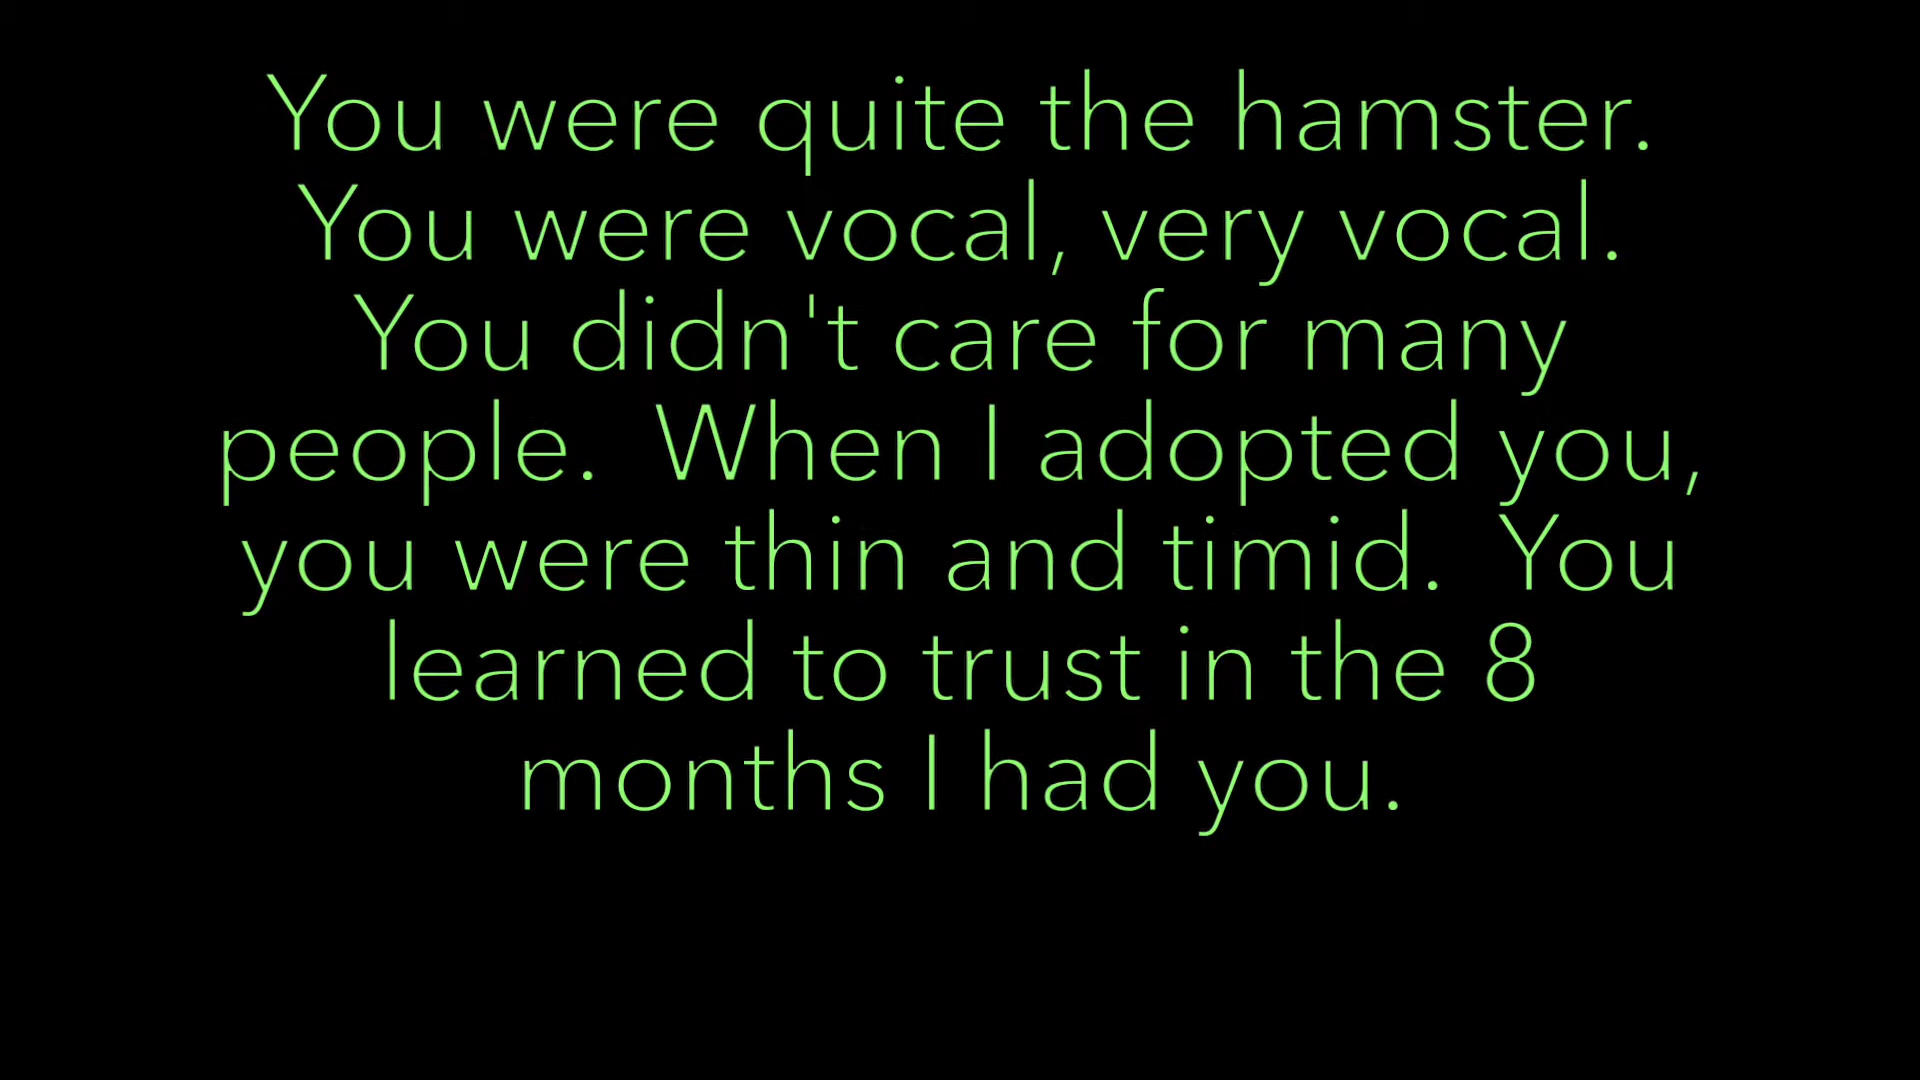 You were quite the hamster.
You were vocal, very vocal.
You didn't care for many
people.  When I adopted you,
you were thin and timid.  You
learned to trust in the 8
months I had you.